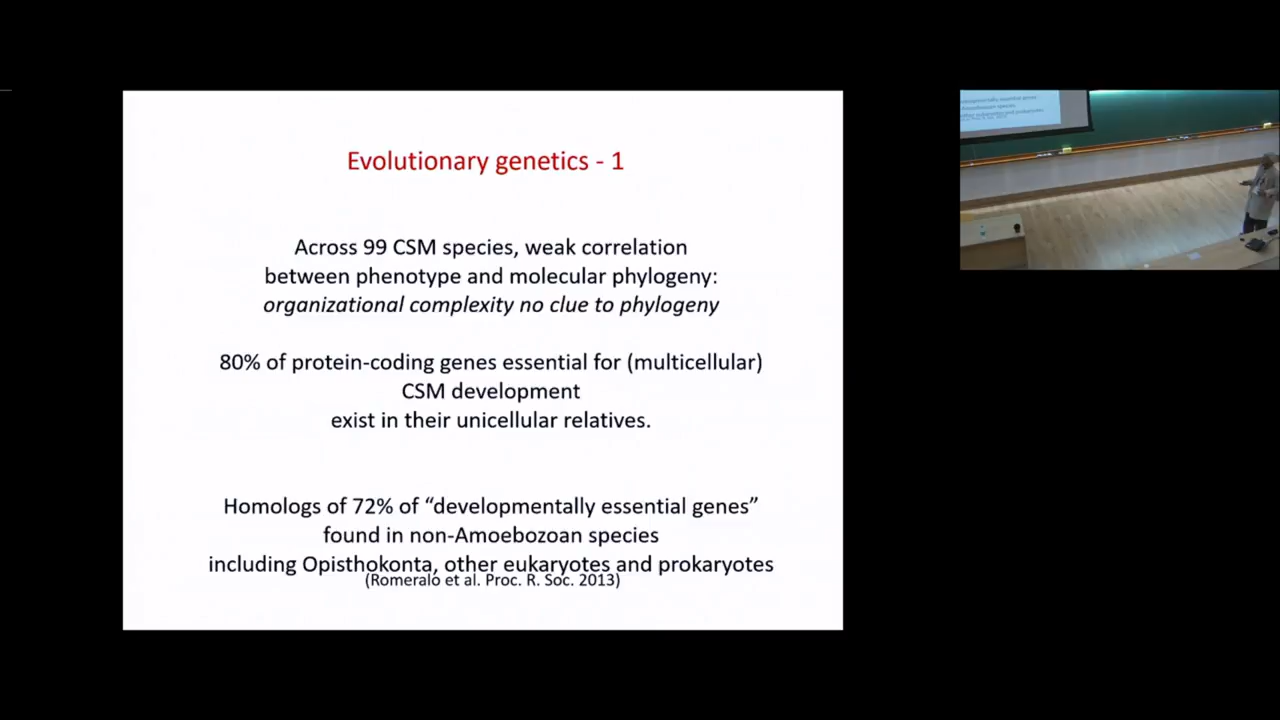 Evolutionary genetics - 1
Across 99 CSM species, weak correlation
between phenotype and molecular phylogeny:
organizational complexity no clue to phylogeny
80% of protein-coding genes essential for (multicellular)
CSM development
exist in their unicellular relatives.
Homologs of 72% of “developmentally essential genes”
found in non-Amoebozoan species
including Opisthokonta, other eukaryotes and prokaryotes
(Romeralo et al. Proc. R. Soc. 2013)